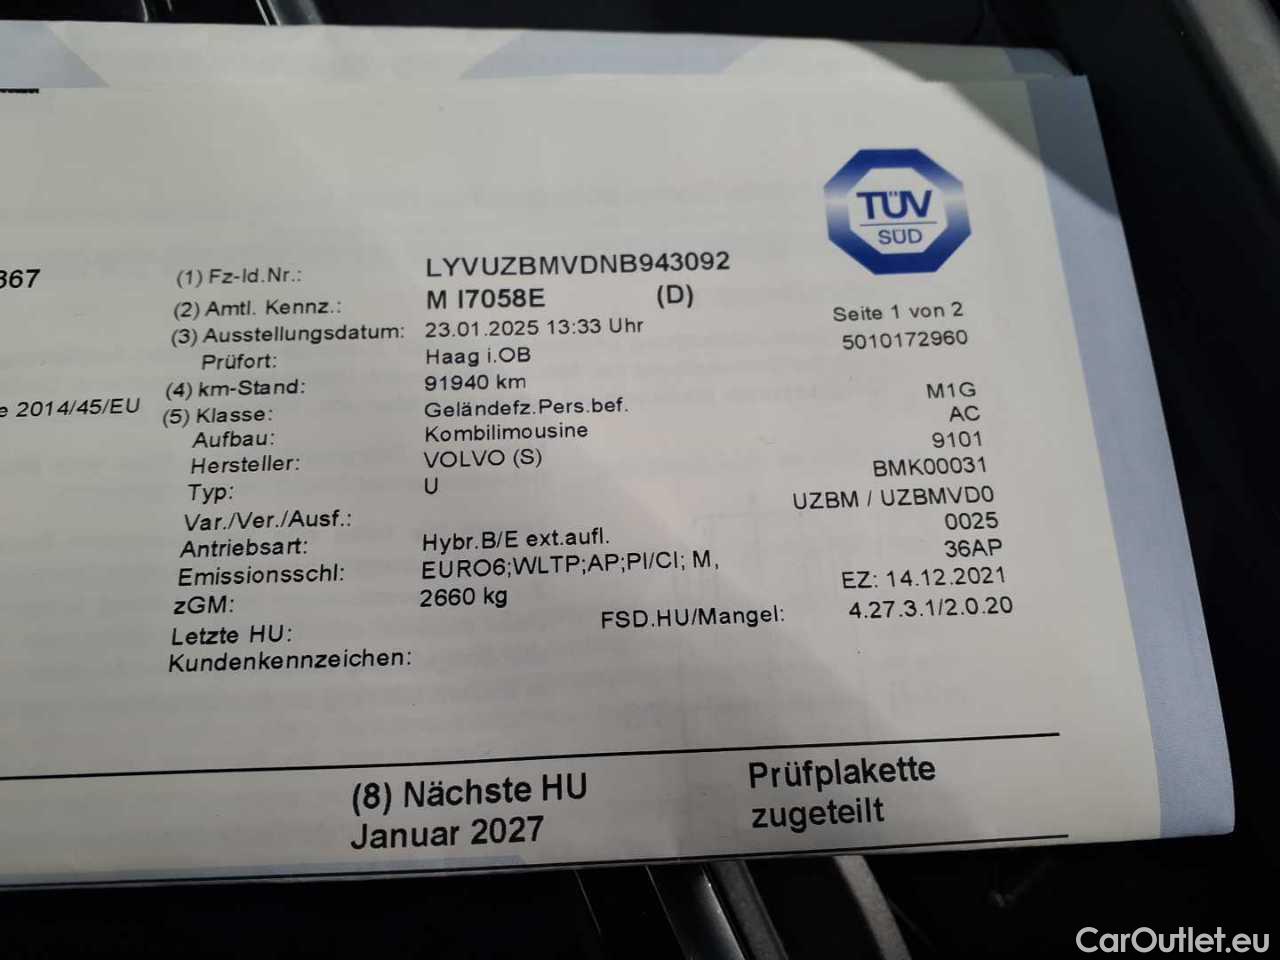 TÜV
SÜD
367
(1) Fz-Id.Nr.: LYVUZBMVDNB943092
(2) Amtl. Kennz.: M I7058E (D)
Seite 1 von 2
(3) Ausstellungsdatum: 23.01.2025 13:33 Uhr
5010172960
Prüfort: Haag i.OB
(4) km-Stand: 91940 km
e 2014/45/EU
(5) Klasse: Geländefz.Pers.bef. M1G
Aufbau: Kombilimousine AC
Hersteller: VOLVO (S) 9101
Typ: U BMK00031
Var./Ver./Ausf.: UZBM / UZBMVD0
Antriebsart: Hybr.B/E ext.aufl. 0025
Emissionsschl: EURO6;WLTP;AP;PI/CI; M, 36AP
zGM: 2660 kg EZ: 14.12.2021
Letzte HU: FSD.HU/Mangel: 4.27.3.1/2.0.20
Kundenkennzeichen:
(8) Nächste HU Prüfplakette
Januar 2027 zugeteilt
CarOutlet.eu